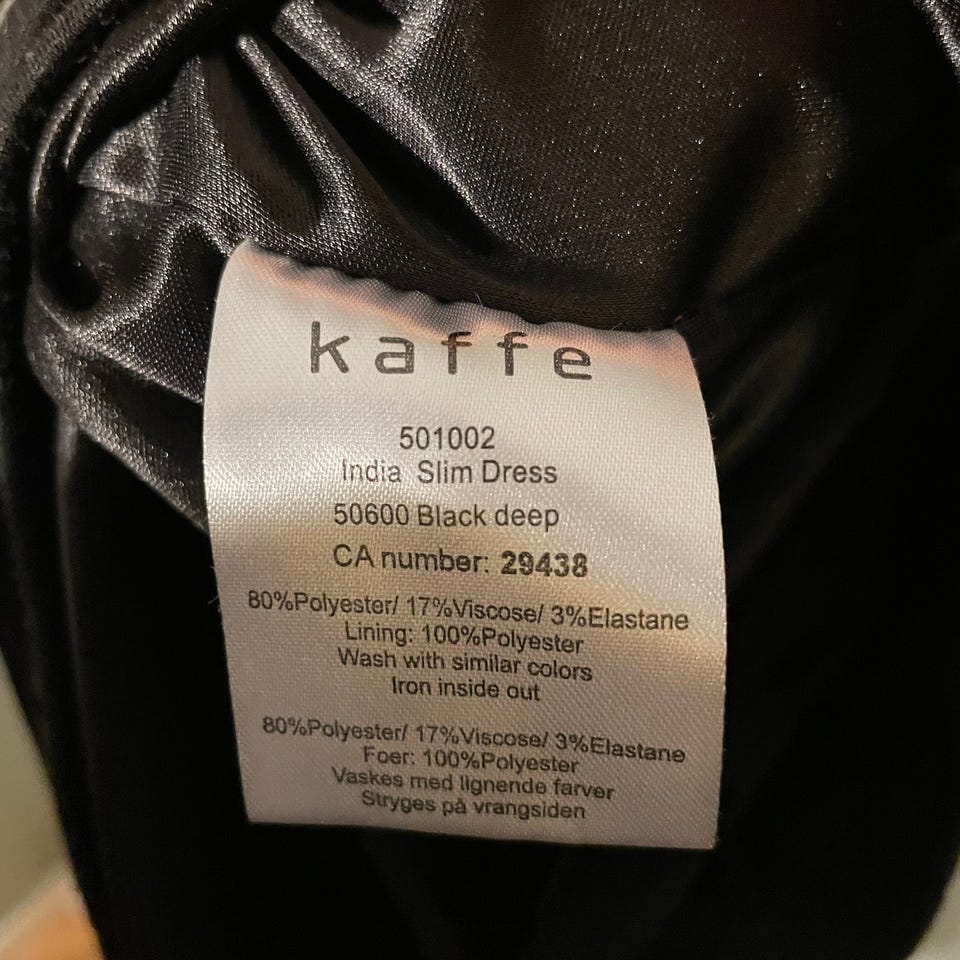 kaffe
501002
India Slim Dress
50600 Black deep
CA number: 29438
80%Polyester/ 17%Viscose/ 3%Elastane
Lining: 100%Polyester
Wash with similar colors
Iron inside out
80%Polyester/ 17%Viscose/ 3%Elastane
Foer: 100%Polyester
Vaskes med lignende farver
Stryges på vrangsiden